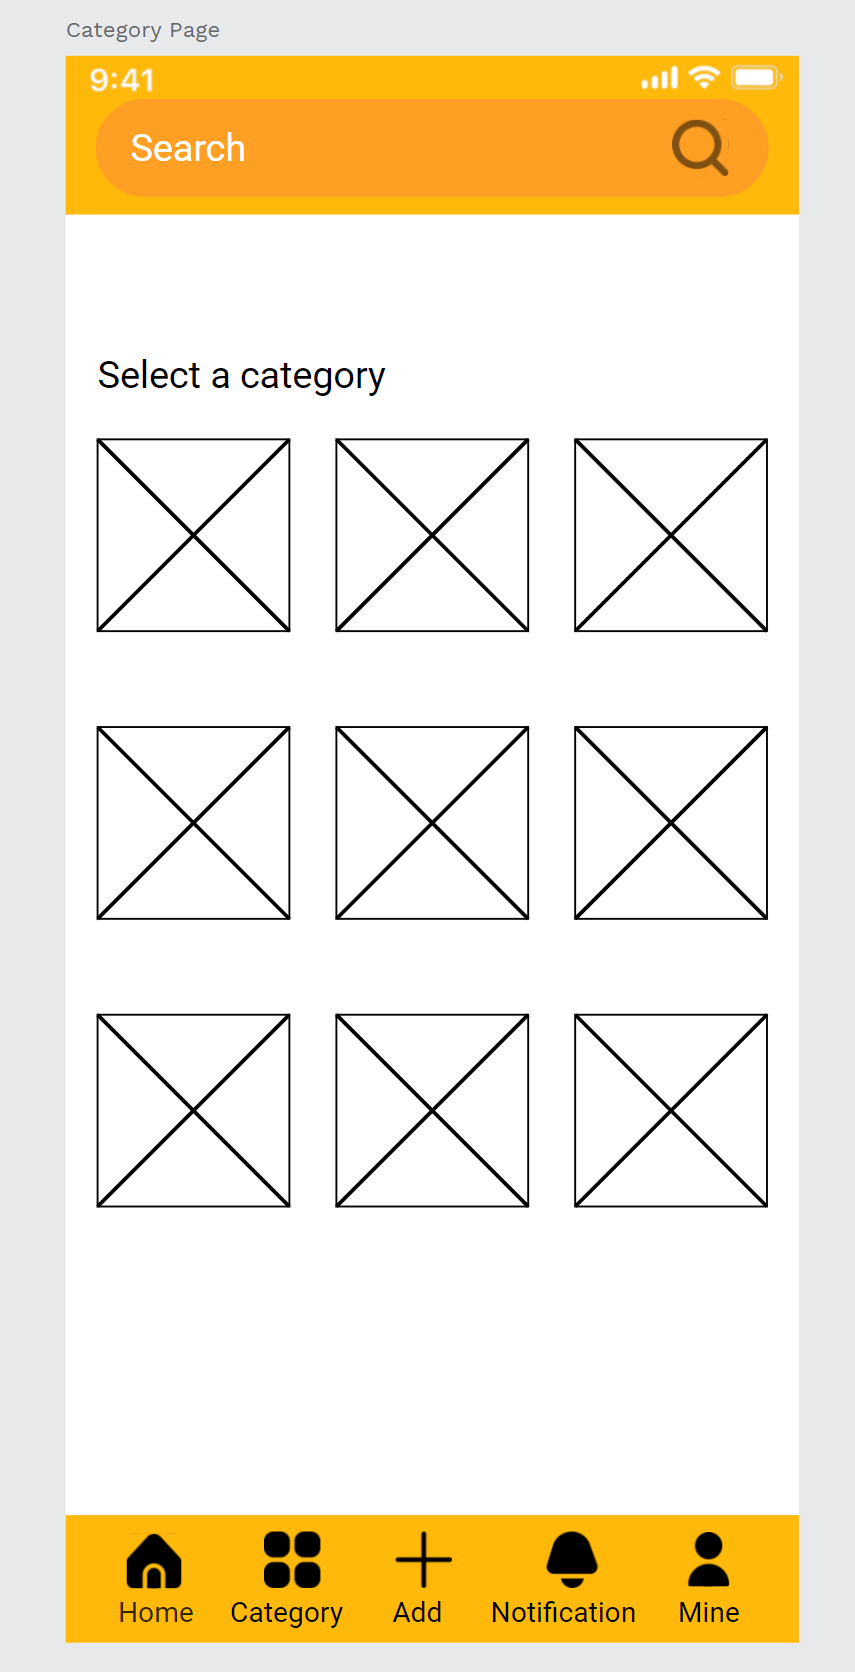 Category Page
9:41
Search
Select a category
Home Category Add Notification Mine